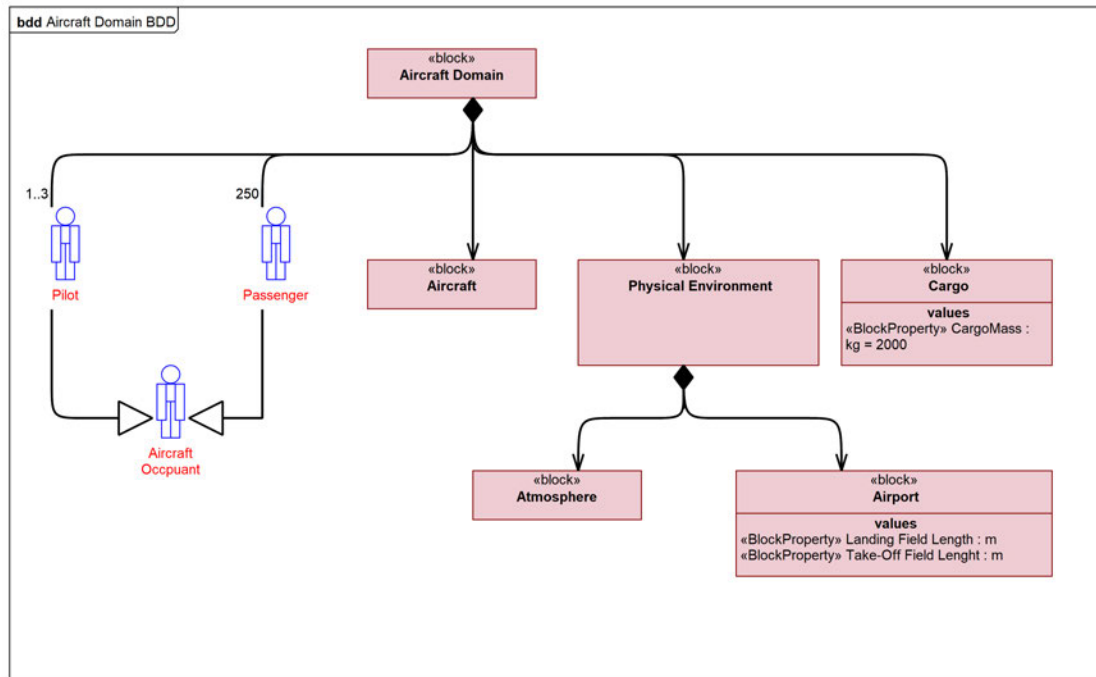 bdd Aircraft Domain BDD
«block»
Aircraft Domain
1..3
250
Pilot
Passenger
«block»
Aircraft
«block»
Physical Environment
«block»
Cargo
values
«BlockProperty» CargoMass :
kg = 2000
Aircraft
Occpuant
«block»
Atmosphere
«block»
Airport
values
«BlockProperty» Landing Field Length : m
«BlockProperty» Take-Off Field Lenght : m